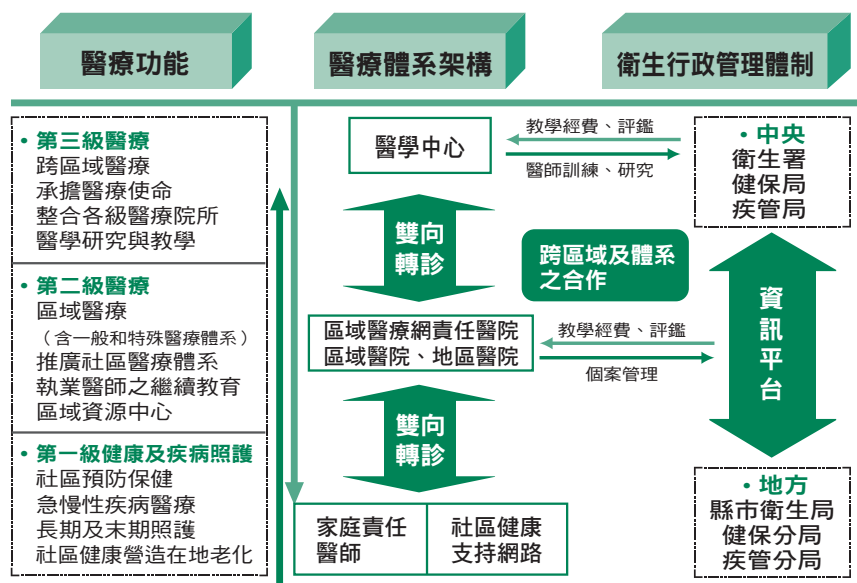 醫療功能
醫療體系架構
衛生行政管理體制
・第三級醫療
跨區域醫療
承擔醫療使命
整合各級醫療院所
醫學研究與教學
・第二級醫療
區域醫療
（含一般和特殊醫療體系）
推廣社區醫療體系
執業醫師之繼續教育
區域資源中心
・第一級健康及疾病照護
社區預防保健
急慢性疾病醫療
長期及末期照護
社區健康營造在地老化
醫學中心
雙向
轉診
區域醫療網責任醫院
區域醫院、地區醫院
雙向
轉診
家庭責任
醫師
社區健康
支持網路
教學經費、評鑑
醫師訓練、研究
跨區域及體系
之合作
教學經費、評鑑
個案管理
・中央
衛生署
健保局
疾管局
資訊平台
・地方
縣市衛生局
健保分局
疾管分局